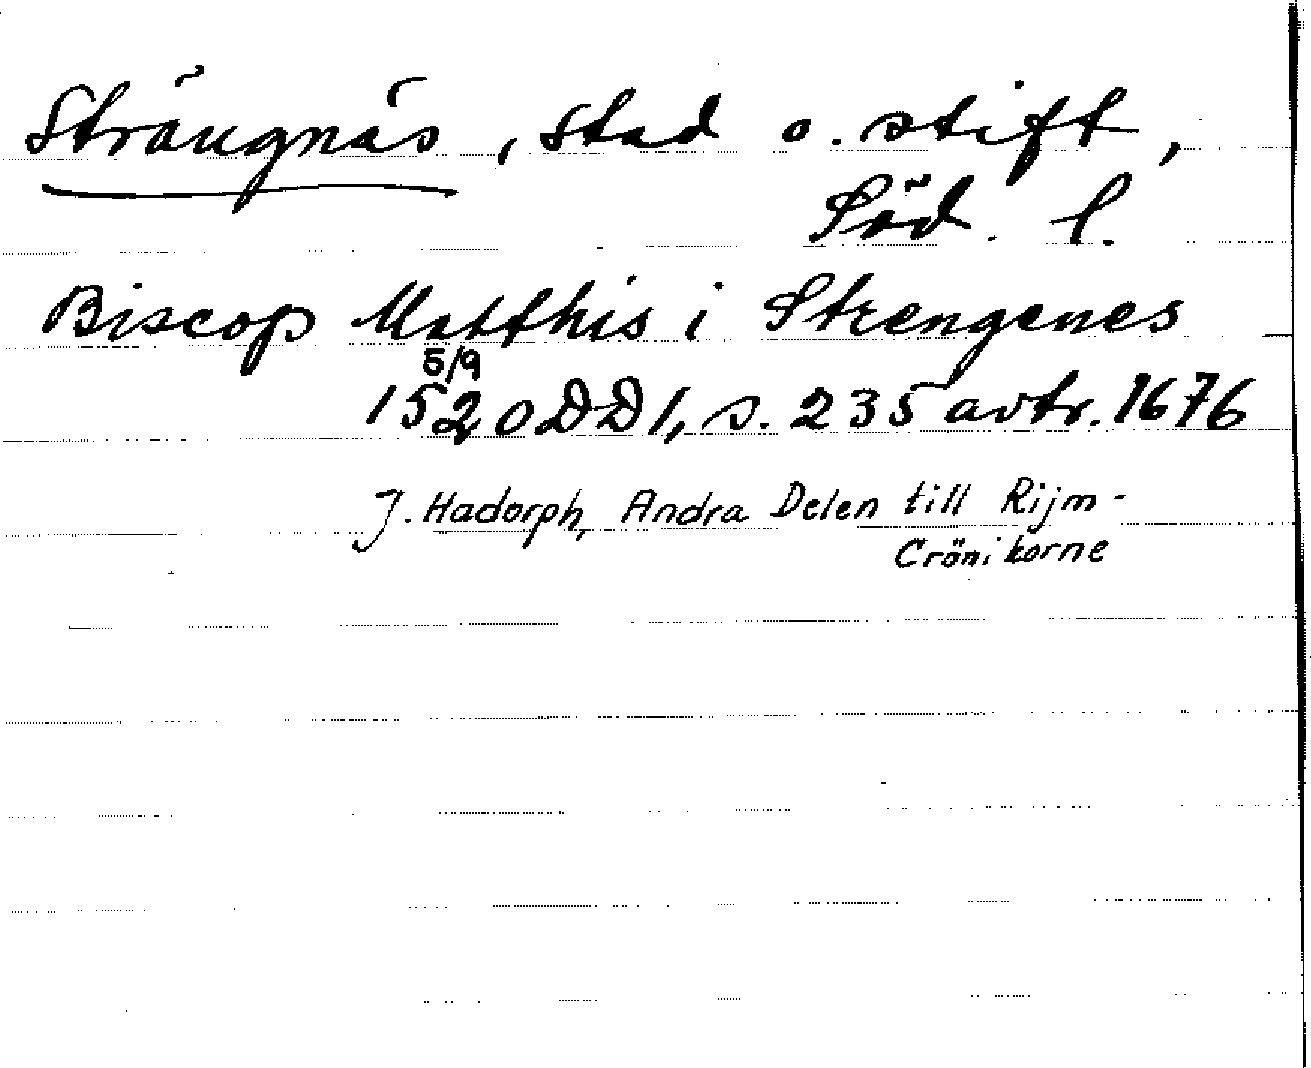 Strängnäs, stad o. stift,
Söd. l.
Biscop Matthis i Strengenes
5/9
1520 DD1, s. 235 avtr. 1676
J. Hadorph, Andra Delen till Rijm-
Crönikorne